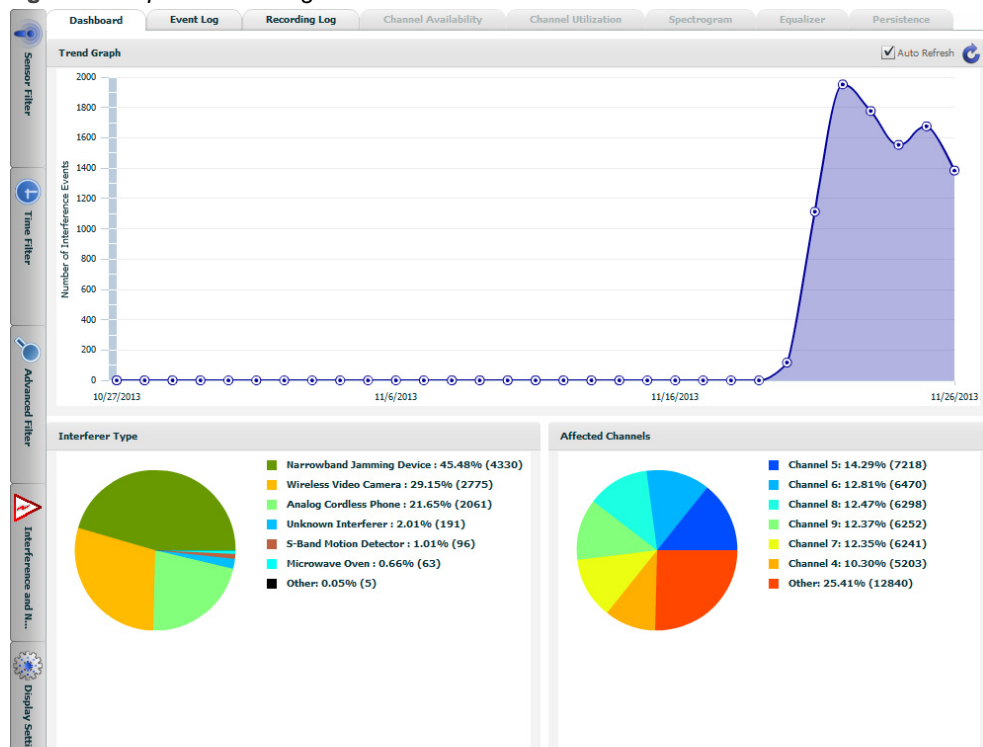 Dashboard Event Log Recording Log Channel Availability Channel Utilization Spectrogram Equalizer Persistence
Sensor Filter
Time Filter
Advanced Filter
Interference and N...
Display Setti
Trend Graph
Auto Refresh
Number of Interference Events
2000
1800
1600
1400
1200
1000
800
600
400
200
0
10/27/2013 11/6/2013 11/16/2013 11/26/2013
Interferer Type
Narrowband Jamming Device : 45.48% (4330)
Wireless Video Camera : 29.15% (2775)
Analog Cordless Phone : 21.65% (2061)
Unknown Interferer : 2.01% (191)
S-Band Motion Detector : 1.01% (96)
Microwave Oven : 0.66% (63)
Other: 0.05% (5)
Affected Channels
Channel 5: 14.29% (7218)
Channel 6: 12.81% (6470)
Channel 8: 12.47% (6298)
Channel 9: 12.37% (6252)
Channel 7: 12.35% (6241)
Channel 4: 10.30% (5203)
Other: 25.41% (12840)